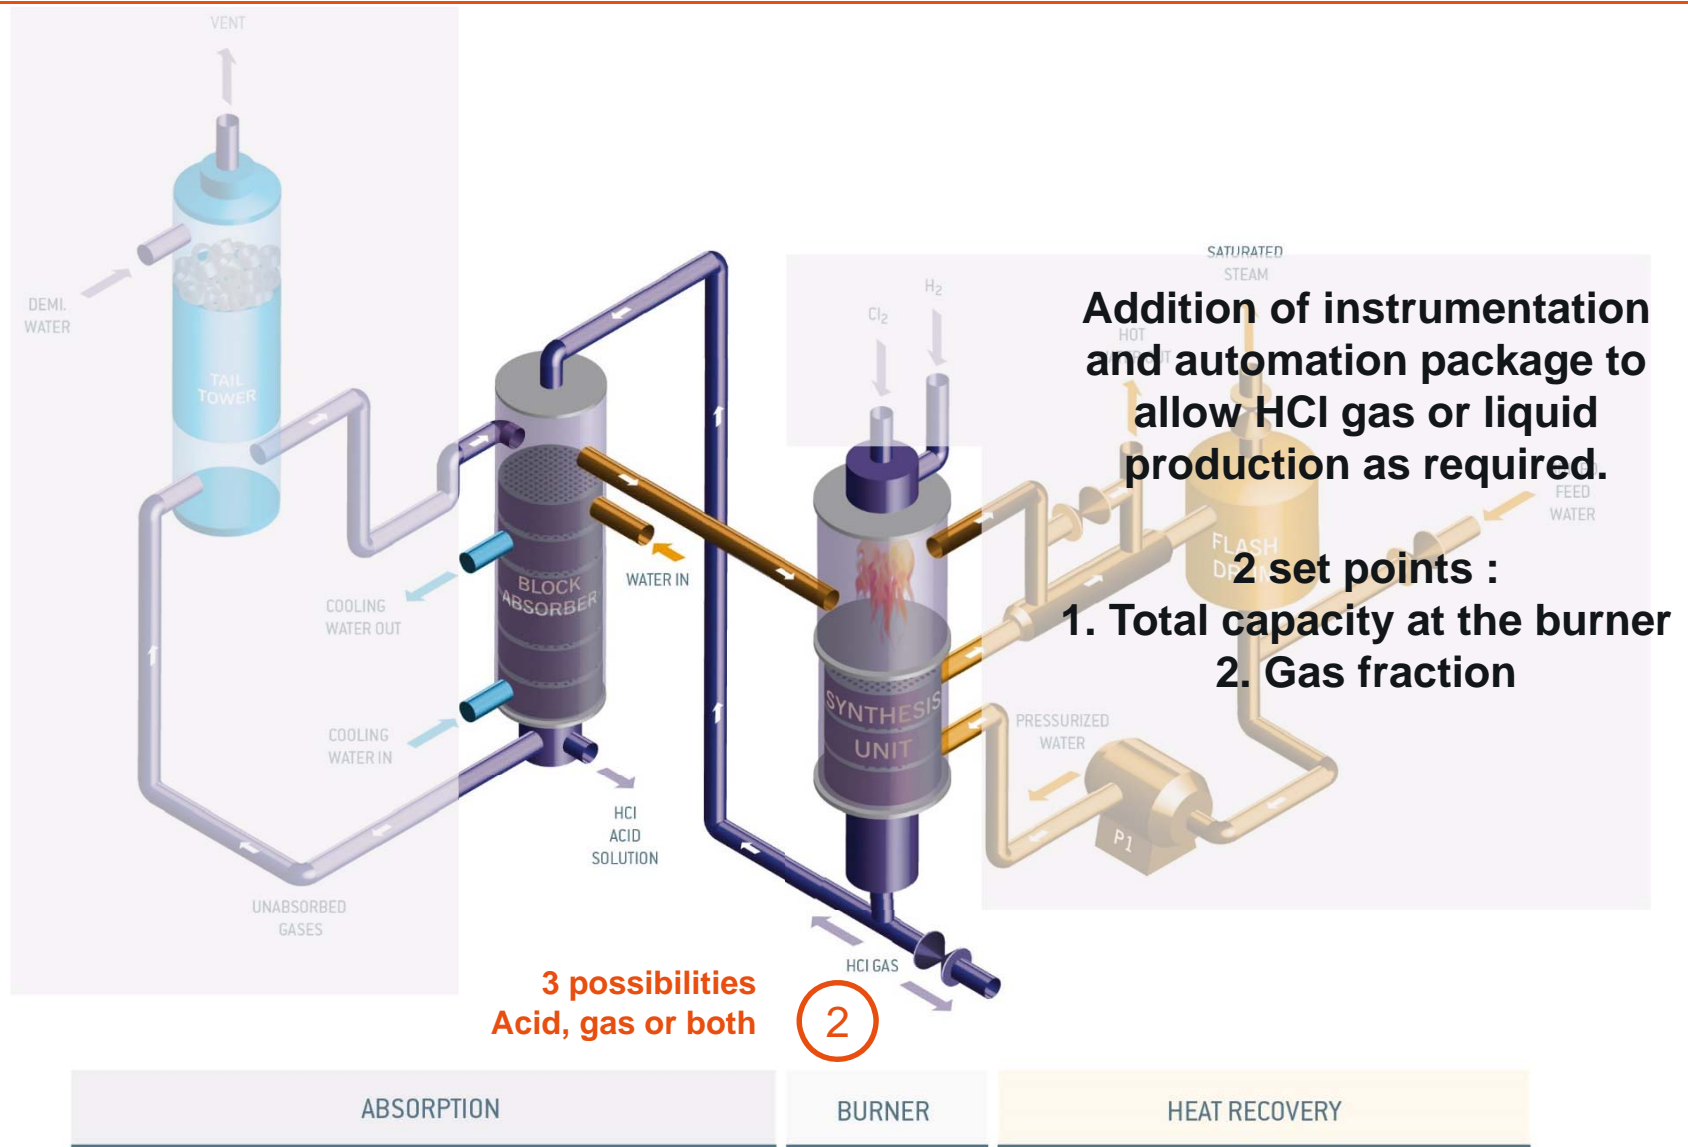 VENT
DEMI.
WATER
TAIL
TOWER
COOLING
WATER OUT
COOLING
WATER IN
UNABSORBED
GASES
BLOCK
ABSORBER
WATER IN
HCl
ACID
SOLUTION
Cl2
H2
SYNTHESIS
UNIT
HCl GAS
SATURATED
STEAM
HOT
FEED
WATER
FLASH
PRESSURIZED
WATER
P1
Addition of instrumentation
and automation package to
allow HCl gas or liquid
production as required.
2 set points :
1. Total capacity at the burner
2. Gas fraction
3 possibilities
Acid, gas or both
2
ABSORPTION
BURNER
HEAT RECOVERY